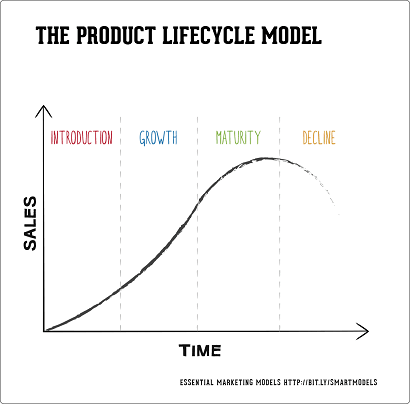 THE PRODUCT LIFECYCLE MODEL
INTRODUCTION
GROWTH
MATURITY
DECLINE
SALES
TIME
ESSENTIAL MARKETING MODELS HTTP://BIT.LY/SMARTMODELS